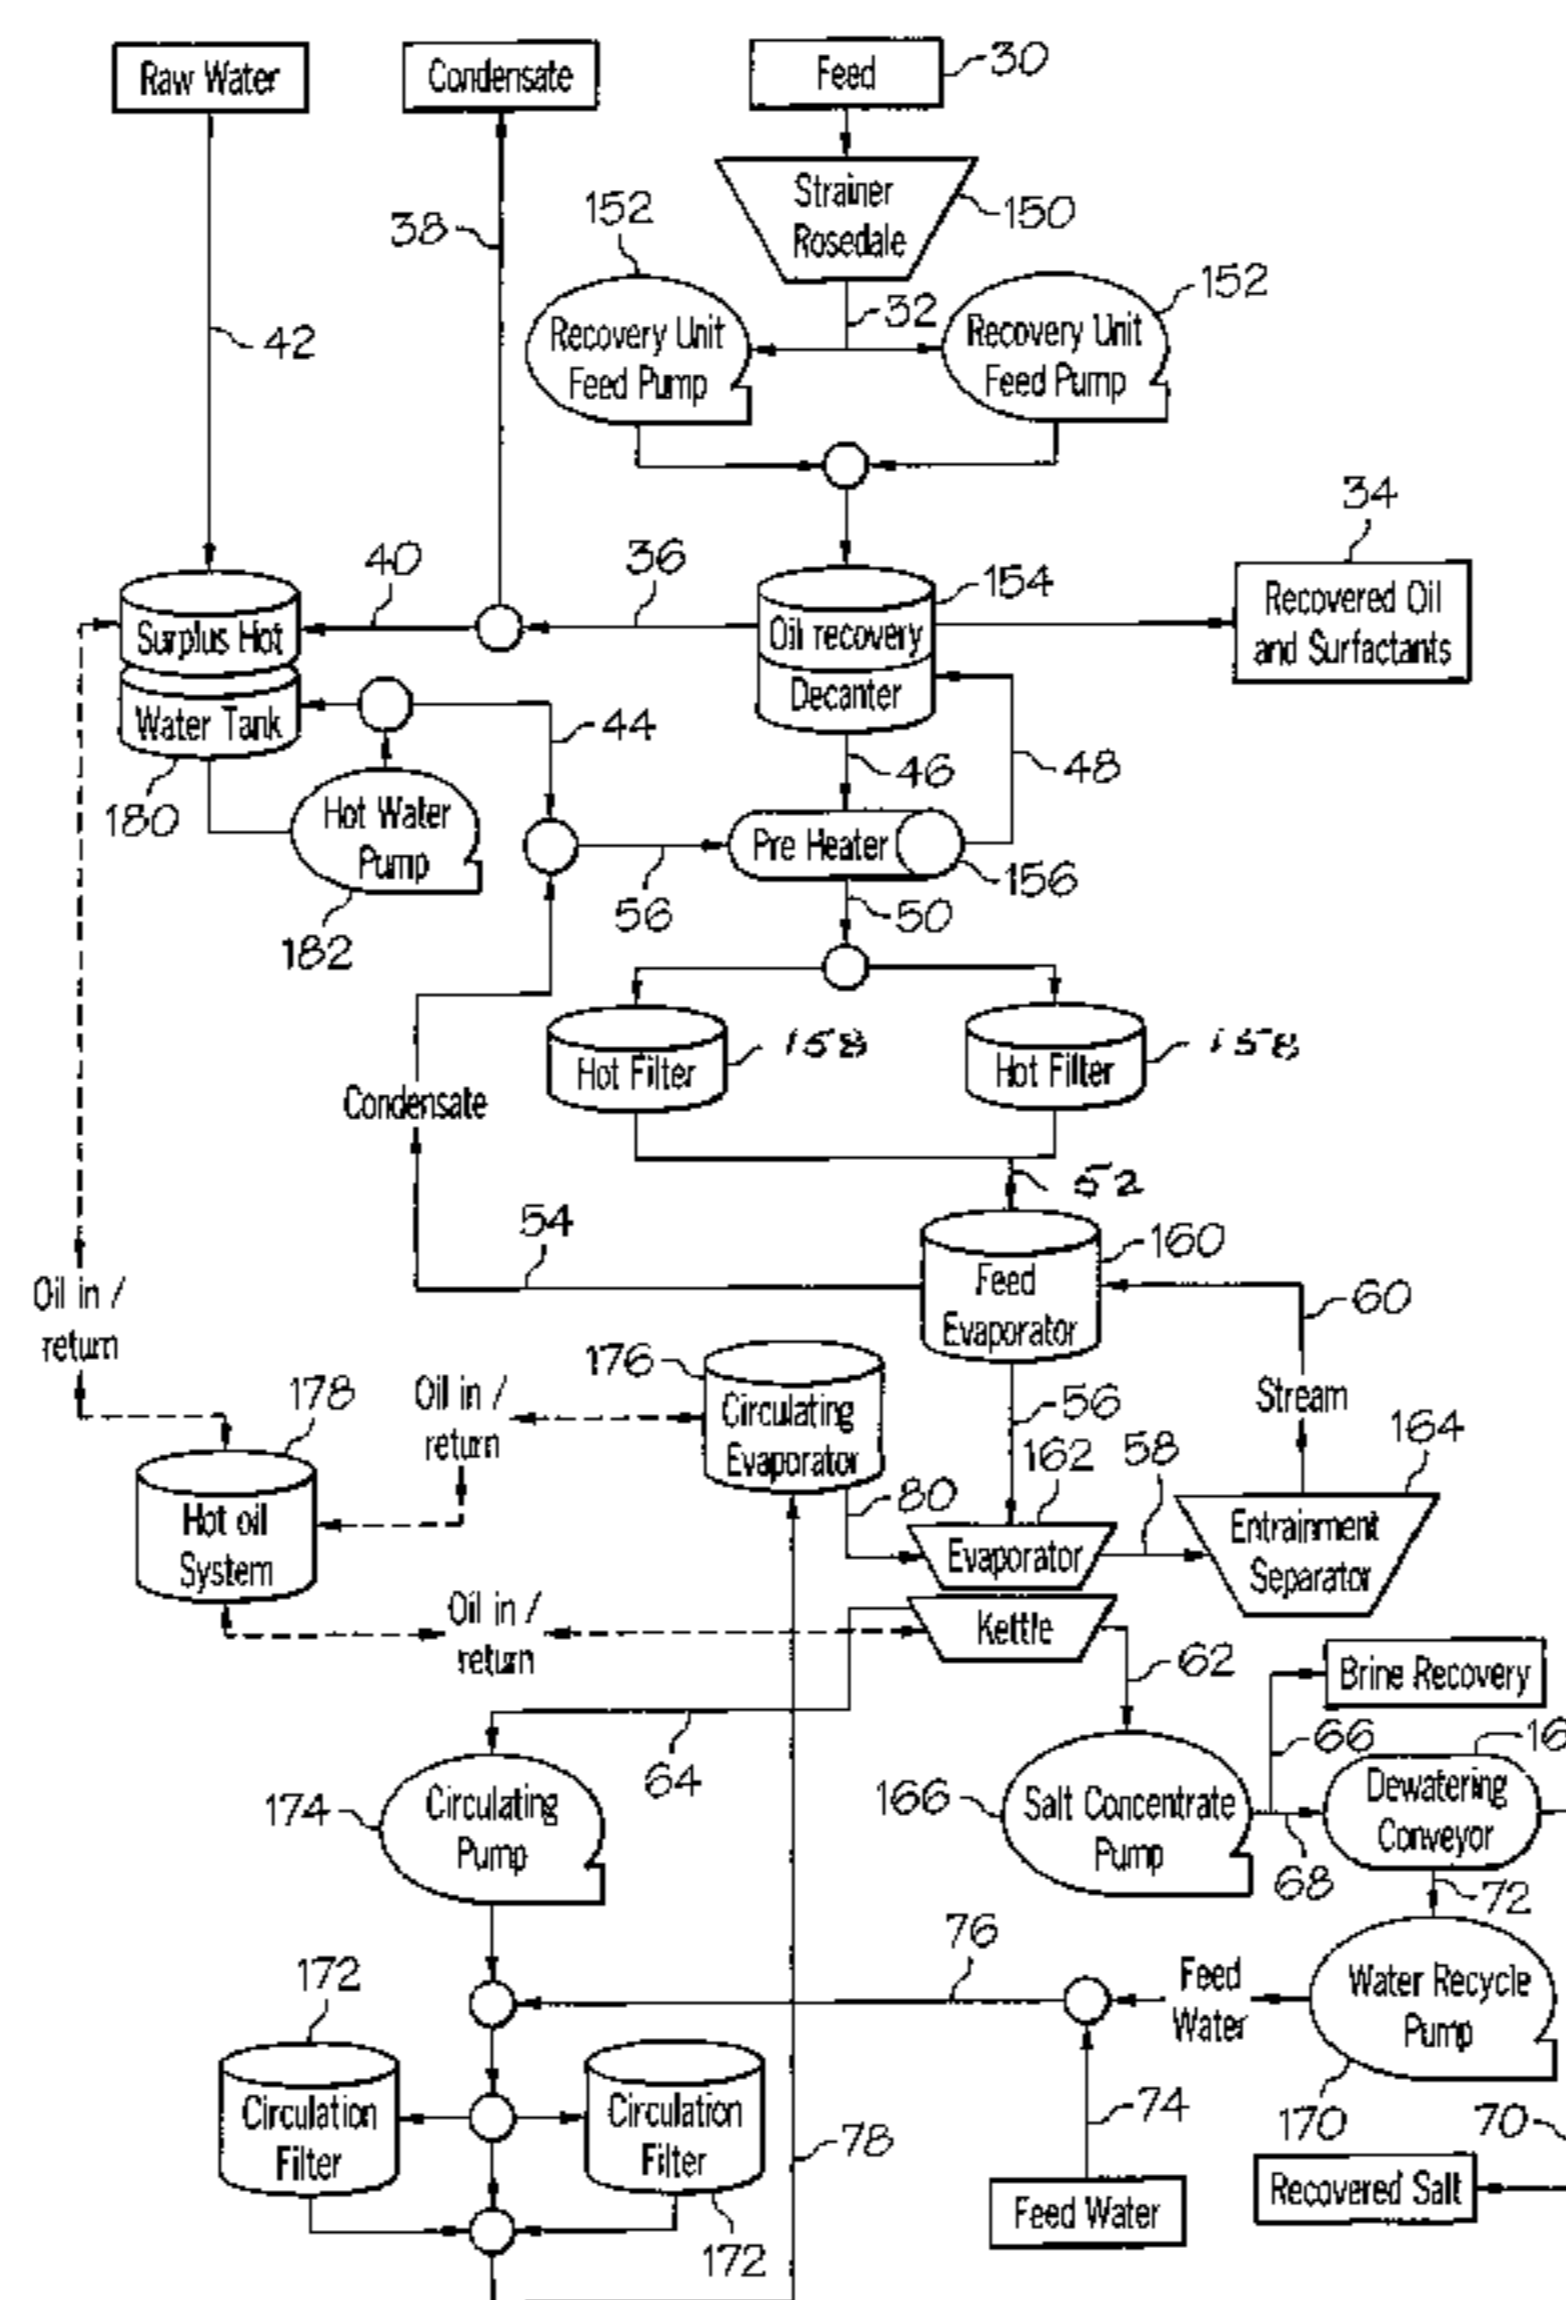 Raw Water
Condensate
Feed
30
Strainer
Rosedale
150
38
152
152
42
32
Recovery Unit
Feed Pump
Recovery Unit
Feed Pump
34
40
36
154
Recovered Oil
and Surfactants
Surplus Hot
Oil recovery
Decanter
Water Tank
44
46
48
180
Hot Water
Pump
Pre Heater
156
56
50
182
158
158
Hot Filter
Hot Filter
Condensate
52
54
160
Feed
Evaporator
60
Oil in /
return
176
178
Oil in /
return
Circulating
Evaporator
56
Stream
162
58
164
80
Hot oil
System
Evaporator
Entrainment
Separator
Oil in /
return
Kettle
62
Brine Recovery
66
64
174
Circulating
Pump
166
Salt Concentrate
Pump
Dewatering
Conveyor
68
72
76
172
Feed
Water
Water Recycle
Pump
Circulation
Filter
Circulation
Filter
78
74
170
70
Recovered Salt
Feed Water
172